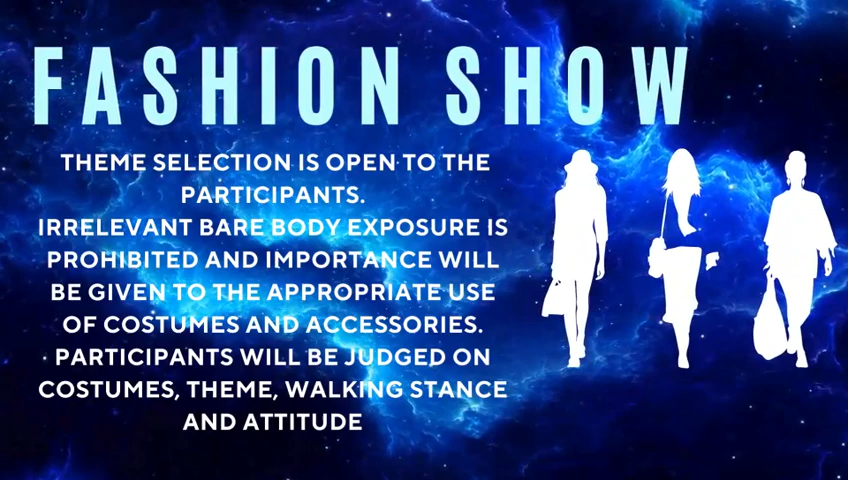 FASHION SHOW
THEME SELECTION IS OPEN TO THE
PARTICIPANTS.
IRRELEVANT BARE BODY EXPOSURE IS
PROHIBITED AND IMPORTANCE WILL
BE GIVEN TO THE APPROPRIATE USE
OF COSTUMES AND ACCESSORIES.
PARTICIPANTS WILL BE JUDGED ON
COSTUMES, THEME, WALKING STANCE
AND ATTITUDE